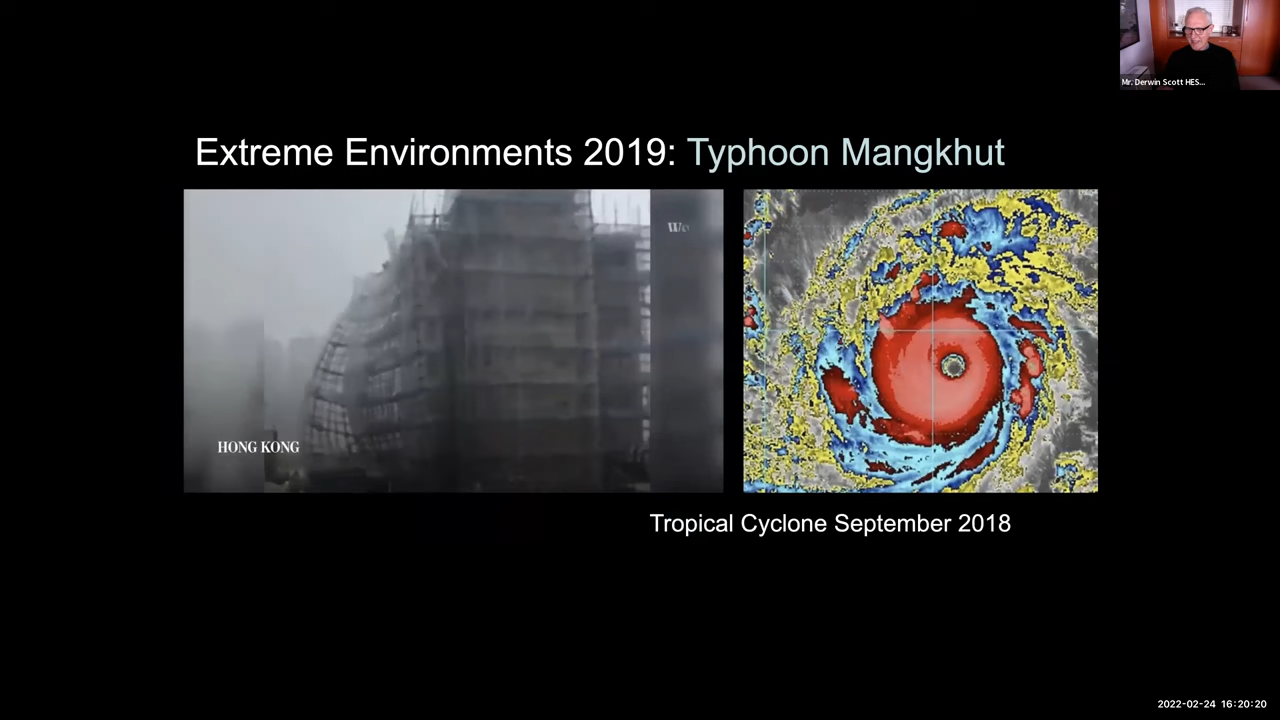 Mr. Derwin Scott HES...
Extreme Environments 2019: Typhoon Mangkhut
HONG KONG
Tropical Cyclone September 2018
2022-02-24 16:20:20